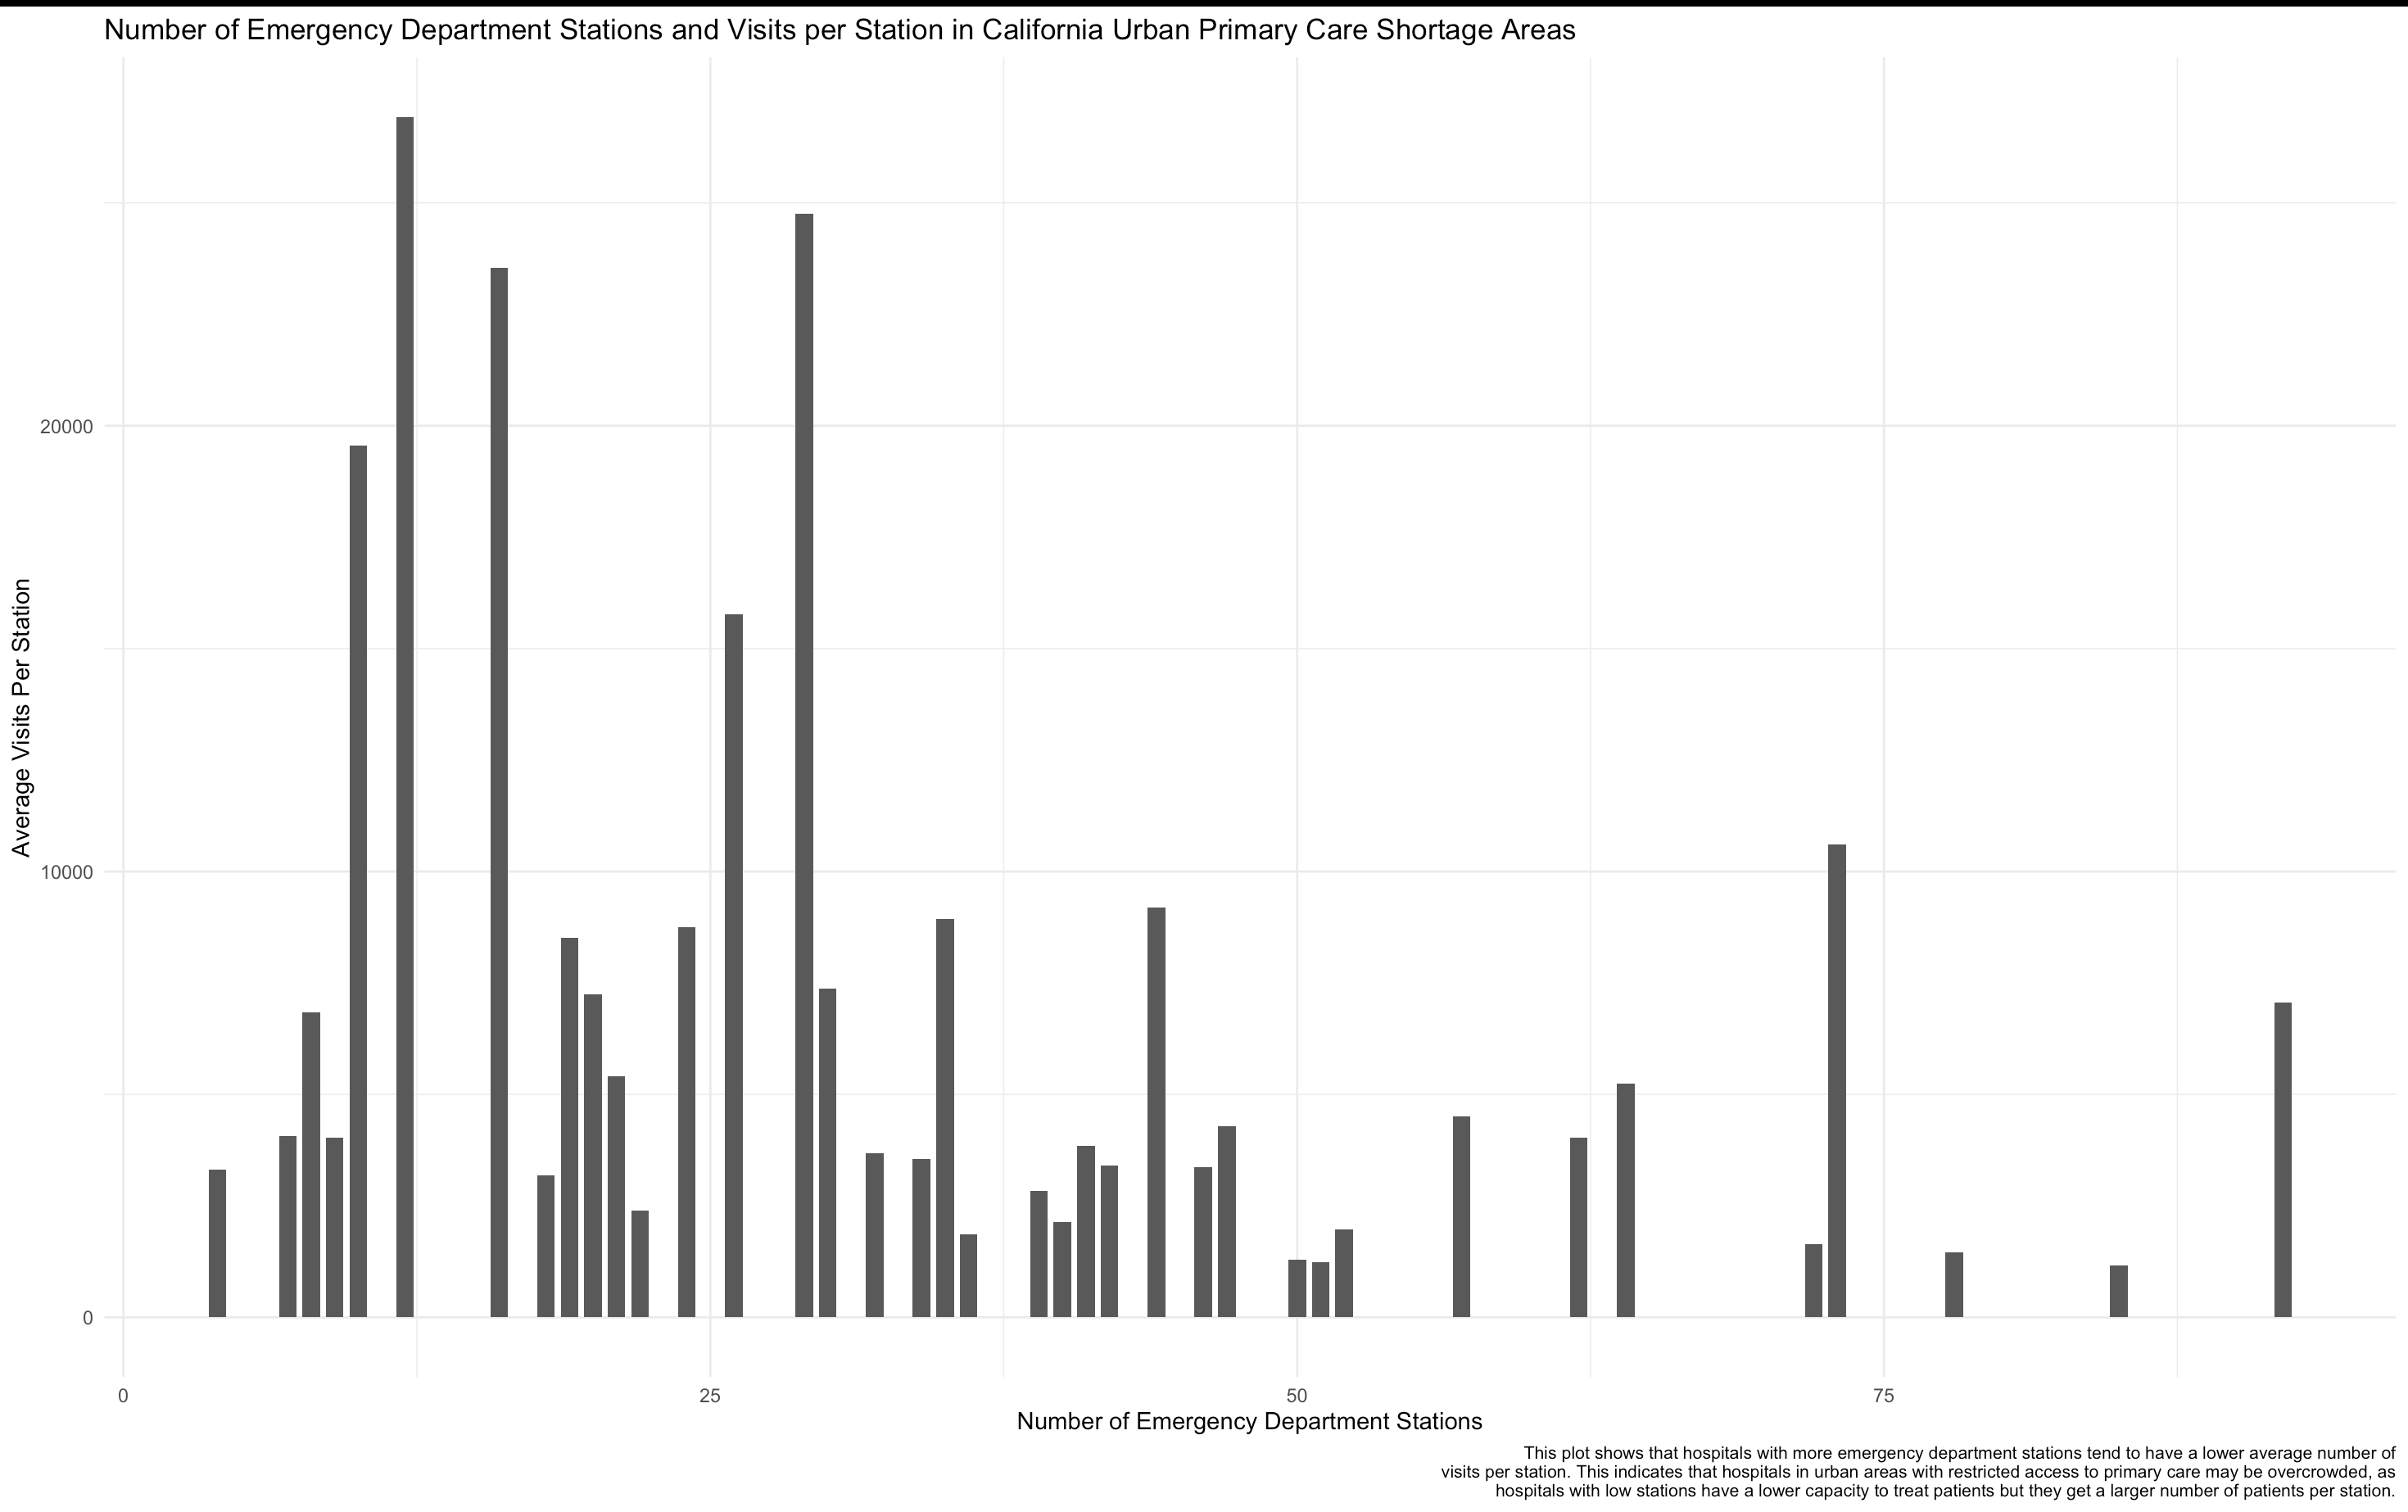 Number of Emergency Department Stations and Visits per Station in California Urban Primary Care Shortage Areas
Average Visits Per Station
20000
10000
0
0
25
50
75
Number of Emergency Department Stations
This plot shows that hospitals with more emergency department stations tend to have a lower average number of
visits per station. This indicates that hospitals in urban areas with restricted access to primary care may be overcrowded, as
hospitals with low stations have a lower capacity to treat patients but they get a larger number of patients per station.